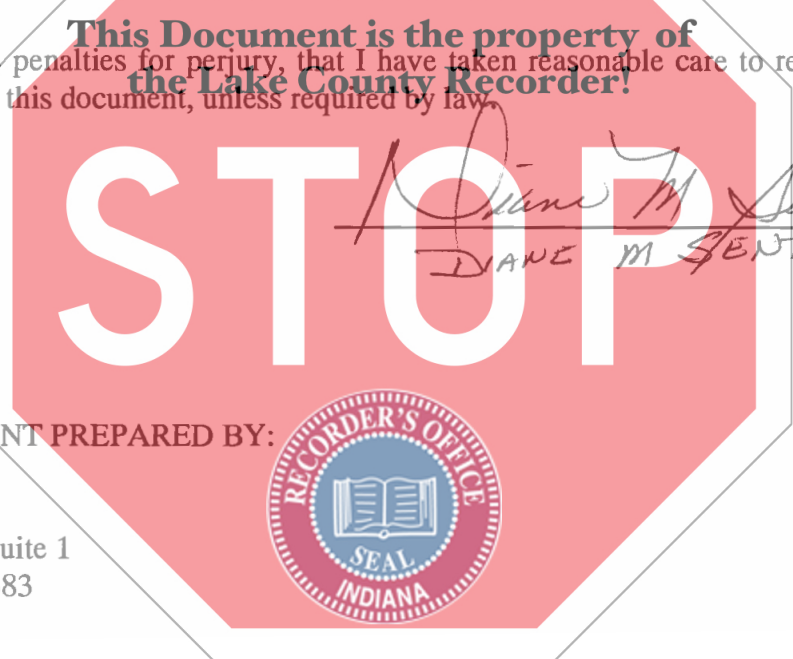 This Document is the property of
penalties for perjury, that I have taken reasonable care to re
the Lake County Recorder!
this document, unless required by law.
STOP
Diane M
DIANE M SENT
NT PREPARED BY:
RECORDER'S OFFICE
SEAL
INDIANA
uite 1
83